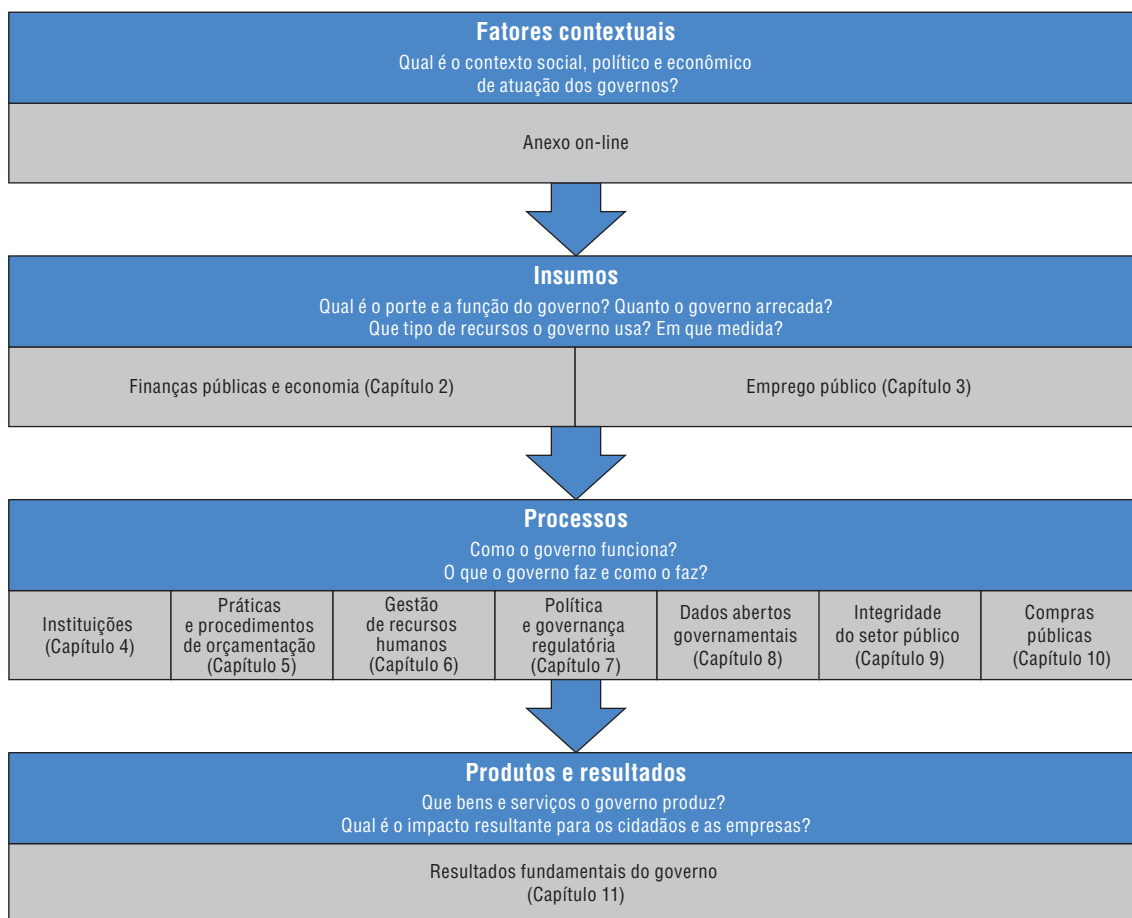 Fatores contextuais
Qual é o contexto social, político e econômico
de atuação dos governos?
Anexo on-line
Insumos
Qual é o porte e a função do governo? Quanto o governo arrecada?
Que tipo de recursos o governo usa? Em que medida?
Finanças públicas e economia (Capítulo 2)
Emprego público (Capítulo 3)
Processos
Como o governo funciona?
O que o governo faz e como o faz?
Instituições
(Capítulo 4)
Práticas
e procedimentos
de orçamentação
(Capítulo 5)
Gestão
de recursos
humanos
(Capítulo 6)
Política
e governança
regulatória
(Capítulo 7)
Dados abertos
governamentais
(Capítulo 8)
Integridade
do setor público
(Capítulo 9)
Compras
públicas
(Capítulo 10)
Produtos e resultados
Que bens e serviços o governo produz?
Qual é o impacto resultante para os cidadãos e as empresas?
Resultados fundamentais do governo
(Capítulo 11)